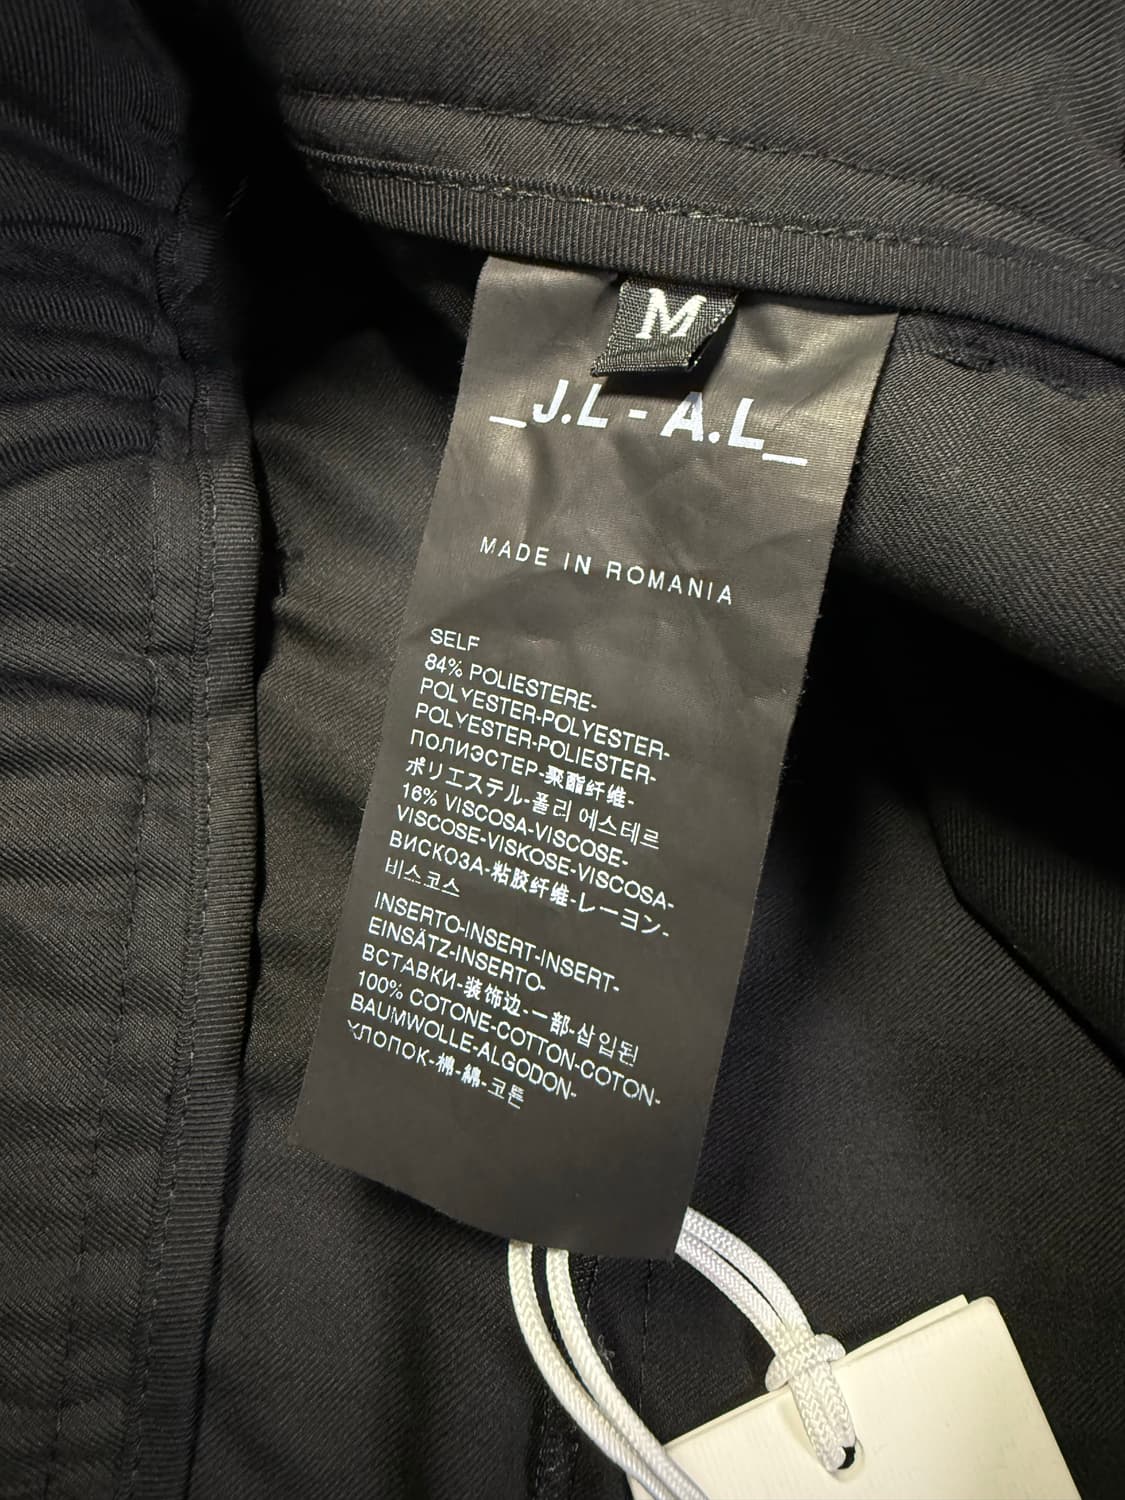 M
_J.L - A.L_
MADE IN ROMANIA
SELF
84% POLIESTERE-
POLYESTER-POLYESTER-
POLYESTER-POLIESTER-
ПОЛИЭСТЕР-聚酯纤维-
ポリエステル-폴리 에스테르
16% VISCOSA-VISCOSE-
VISCOSE-VISKOSE-VISCOSA-
ВИСКОЗА-粘胶纤维-レーヨン-
비스코스
INSERTO-INSERT-INSERT-
EINSÄTZ-INSERTO-
ВСТАВКИ-装饰边-一部-삽입된
100% COTONE-COTTON-COTON-
BAUMWOLLE-ALGODON-
ХЛОПОК-棉-綿-코튼